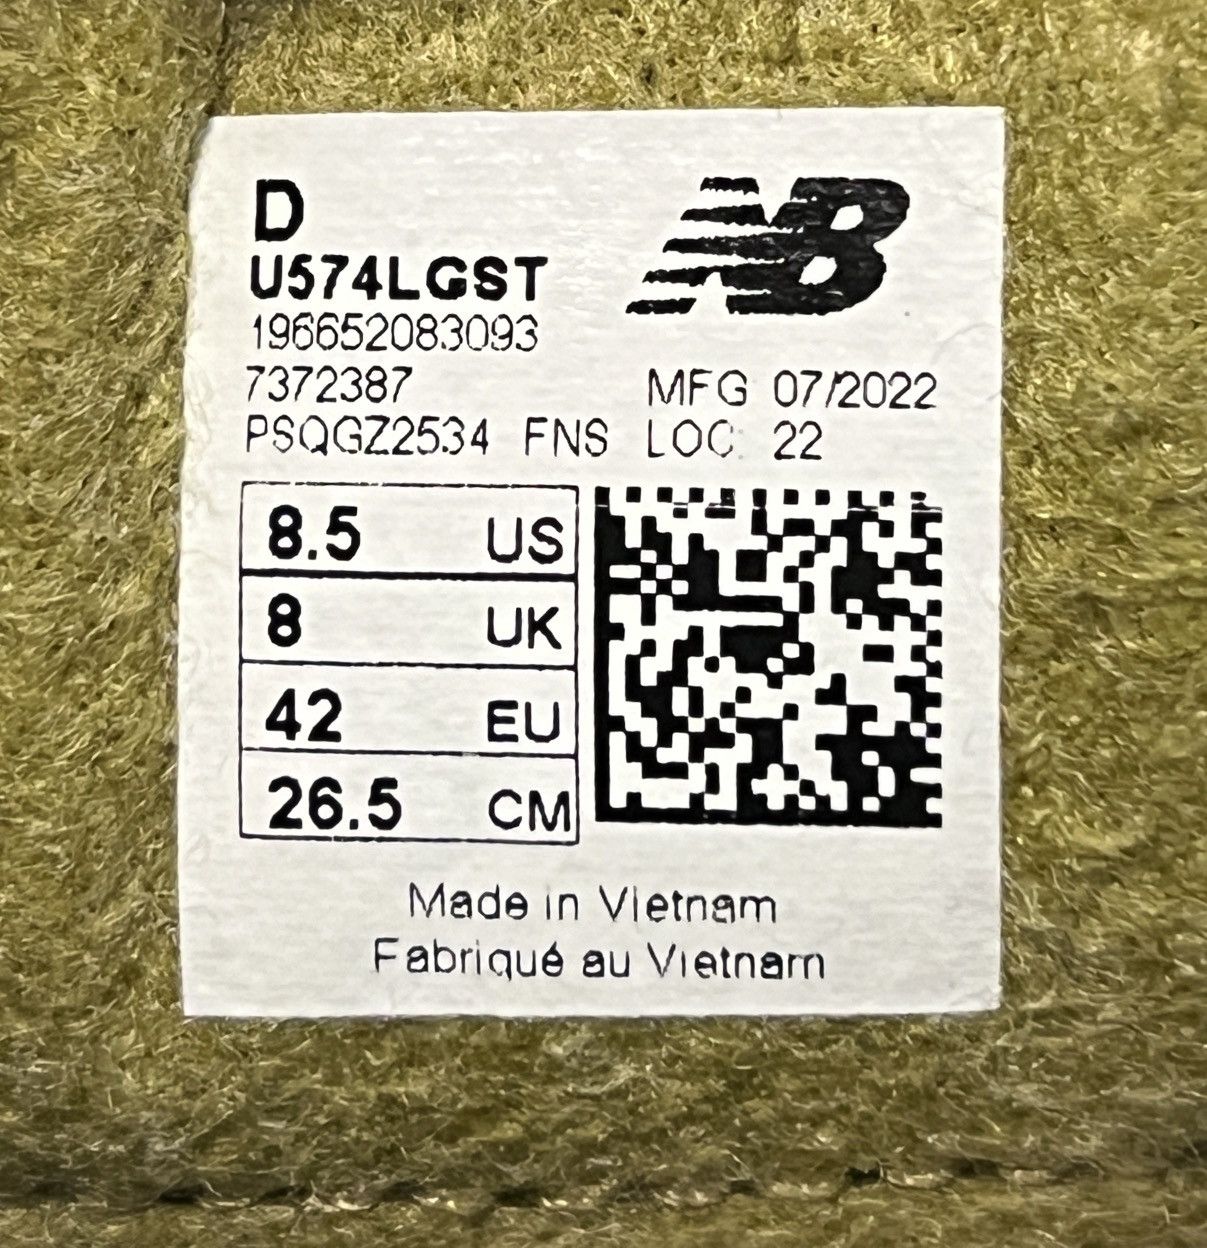 D
NB
U574LGST
196652083093
7372387 MFG 07/2022
PSQGZ2534 FNS LOC: 22
8.5 US
8 UK
42 EU
26.5 CM
Made in Vietnam
Fabriqué au Vietnam